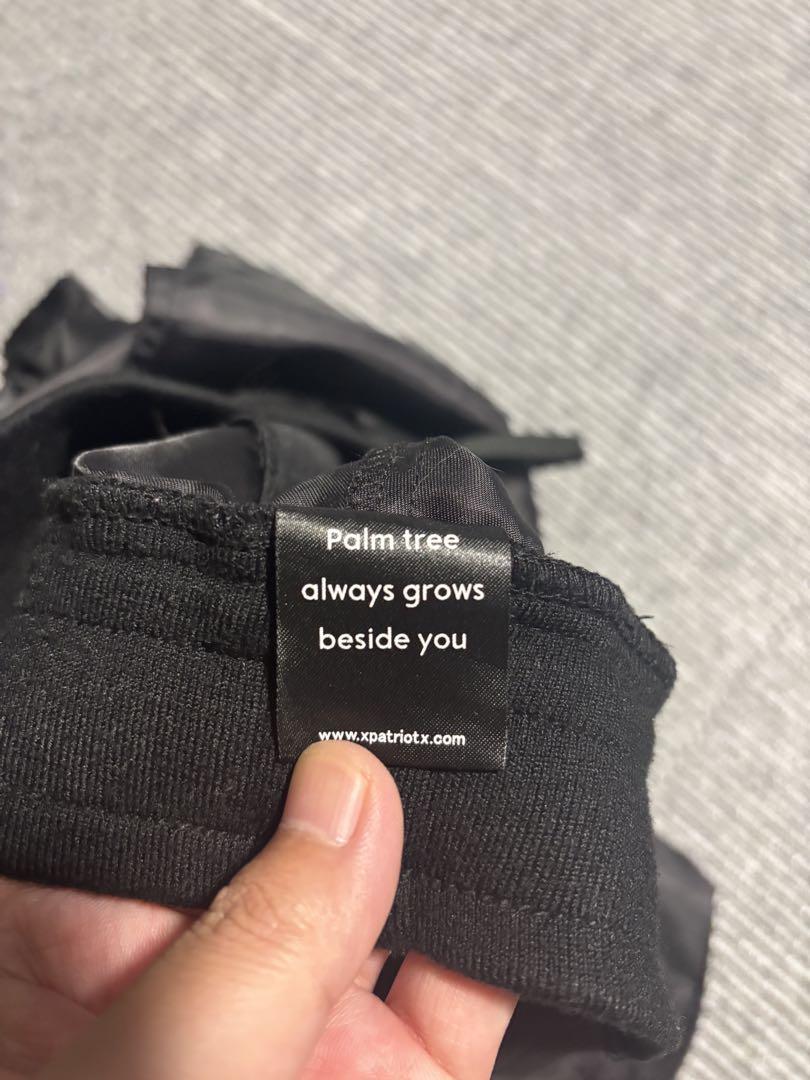 Palm tree
always grows
beside you
www.xpatriotx.com